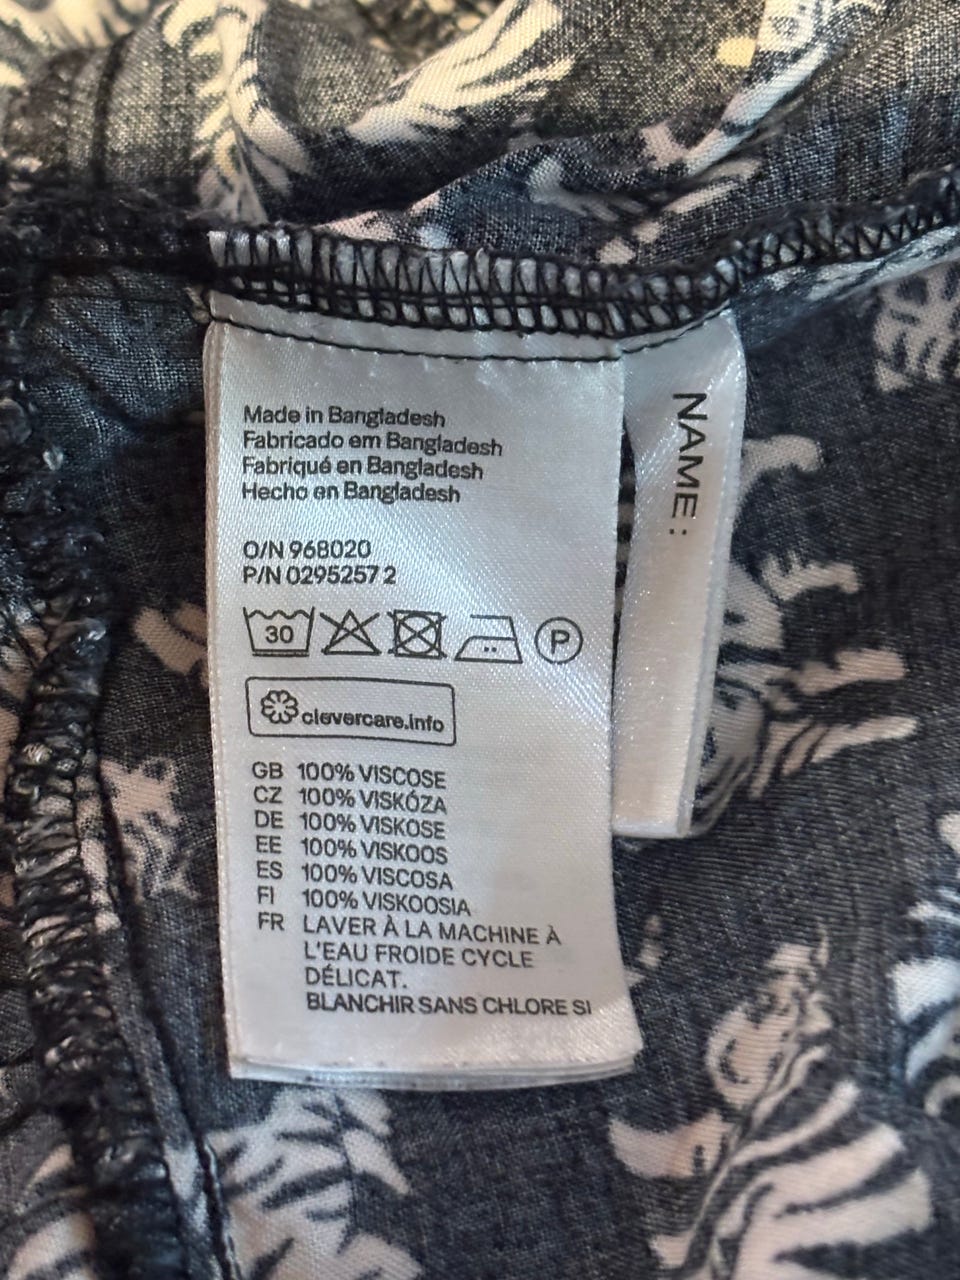 Made in Bangladesh
Fabricado em Bangladesh
Fabriqué en Bangladesh
Hecho en Bangladesh
O/N 968020
P/N 0295257 2
30
P
clevercare.info
GB 100% VISCOSE
CZ 100% VISKÓZA
DE 100% VISKOSE
EE 100% VISKOOS
ES 100% VISCOSA
FI 100% VISKOOSIA
FR LAVER À LA MACHINE À
L'EAU FROIDE CYCLE
DÉLICAT.
BLANCHIR SANS CHLORE SI
NAME: